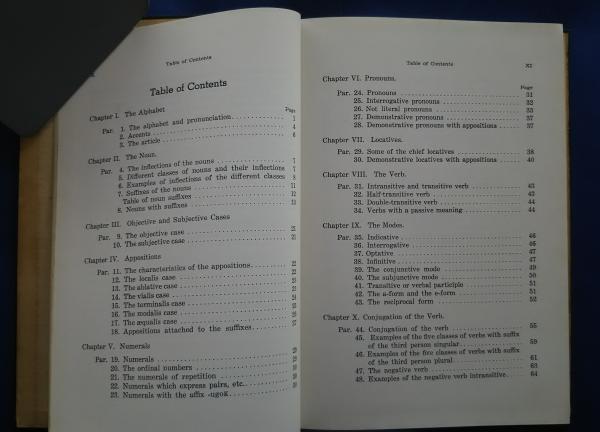 Table of Contents
Table of Contents
Page
Chapter I. The Alphabet
Par. 1. The alphabet and pronunciation 1
2. Accents 4
3. The article 6
Chapter II. The Noun.
Par. 4. The inflections of the nouns 7
5. Different classes of nouns and their inflections 7
6. Examples of inflections of the different classes 8
7. Suffixes of the nouns 11
Table of noun suffixes 12
8. Nouns with suffixes 13
Chapter III. Objective and Subjective Cases
Par. 9. The objective case 21
10. The subjective case 21
Chapter IV. Appositions
Par. 11. The characteristics of the appositions. 22
12. The localis case
13. The ablative case
14. The vialis case
15. The terminalis case
16. The modalis case
17. The æqualis case
18. Appositions attached to the suffixes. 27
Chapter V. Numerals
Par. 19. Numerals
20. The ordinal numbers
21. The numerals of repetition
22. Numerals which express pairs, etc.
23. Numerals with the affix -ugok
Table of Contents XI
Chapter VI. Pronouns.
Page
Par. 24. Pronouns 31
25. Interrogative pronouns 32
26. Not literal pronouns 33
27. Demonstrative pronouns 37
28. Demonstrative pronouns with appositions 37
Chapter VII. Locatives.
Par. 29. Some of the chief locatives 38
30. Demonstrative locatives with appositions 40
Chapter VIII. The Verb.
Par. 31. Intransitive and transitive verb 43
32. Half-transitive verb 43
33. Double-transitive verb 44
34. Verbs with a passive meaning 44
Chapter IX. The Modes.
Par. 35. Indicative 46
36. Interrogative 46
37. Optative 47
38. Infinitive 47
39. The conjunctive mode 49
40. The subjunctive mode 50
41. Transitive or verbal participle 51
42. The a-form and the e-form 51
43. The reciprocal form 52
Chapter X. Conjugation of the Verb.
Par. 44. Conjugation of the verb 55
45. Examples of the five classes of verbs with suffix
of the third person singular 59
46. Examples of the five classes of verbs with suffix
of the third person plural 61
47. The negative verb 63
48. Examples of the negative verb intransitive. 64